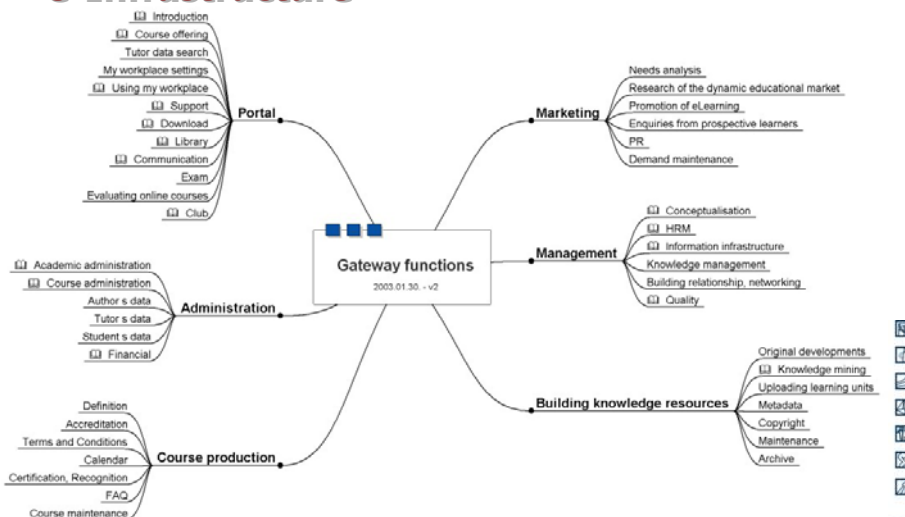 Introduction
Course offering
Tutor data search
My workplace settings
Using my workplace
Support
Download
Library
Communication
Exam
Evaluating online courses
Club
Portal
Academic administration
Course administration
Author s data
Tutor s data
Student s data
Financial
Administration
Definition
Accreditation
Terms and Conditions
Calendar
Certification, Recognition
FAQ
Course maintenance
Course production
Gateway functions
2003.01.30. - v2
Marketing
Needs analysis
Research of the dynamic educational market
Promotion of eLearning
Enquiries from prospective learners
PR
Demand maintenance
Management
Conceptualisation
HRM
Information infrastructure
Knowledge management
Building relationship, networking
Quality
Building knowledge resources
Original developments
Knowledge mining
Uploading learning units
Metadata
Copyright
Maintenance
Archive